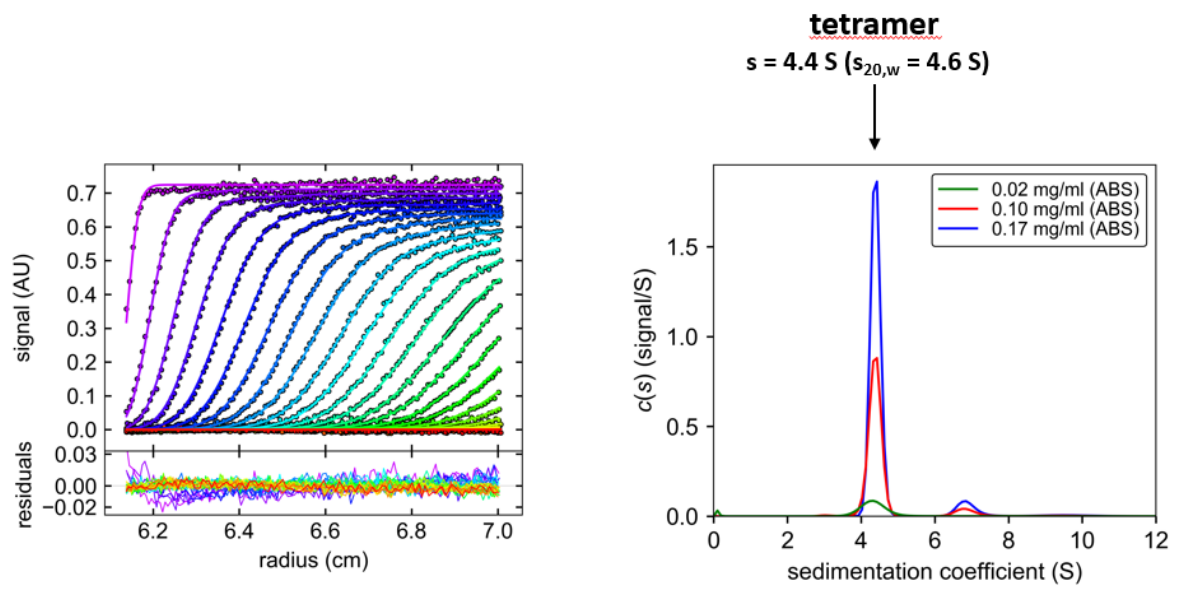 tetramer
s = 4.4 S (s20,w = 4.6 S)
signal (AU)
0.7
0.6
0.5
0.4
0.3
0.2
0.1
0.0
residuals
0.03
0.00
−0.02
6.2 6.4 6.6 6.8 7.0
radius (cm)
c(s) (signal/S)
1.5
1.0
0.5
0.0
0.02 mg/ml (ABS)
0.10 mg/ml (ABS)
0.17 mg/ml (ABS)
0 2 4 6 8 10 12
sedimentation coefficient (S)